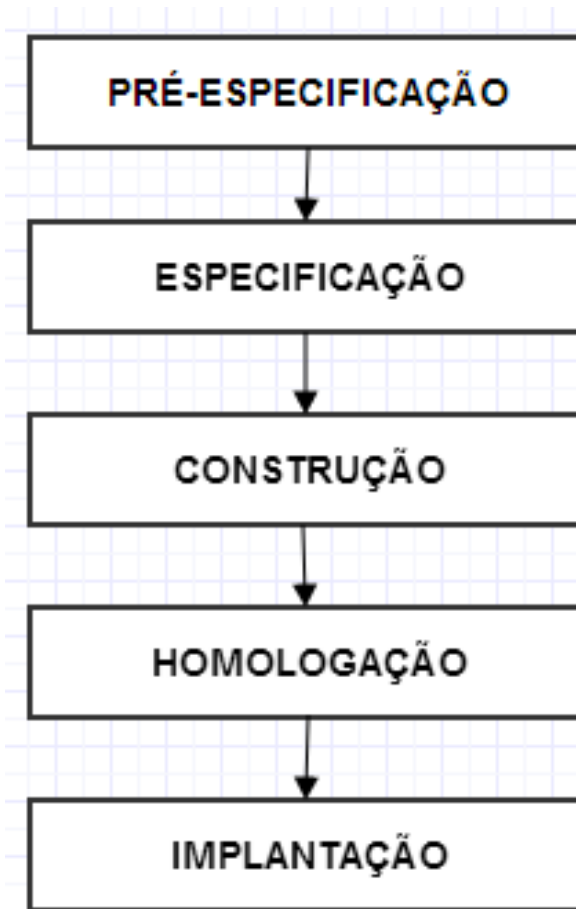 PRÉ-ESPECIFICAÇÃO
ESPECIFICAÇÃO
CONSTRUÇÃO
HOMOLOGAÇÃO
IMPLANTAÇÃO